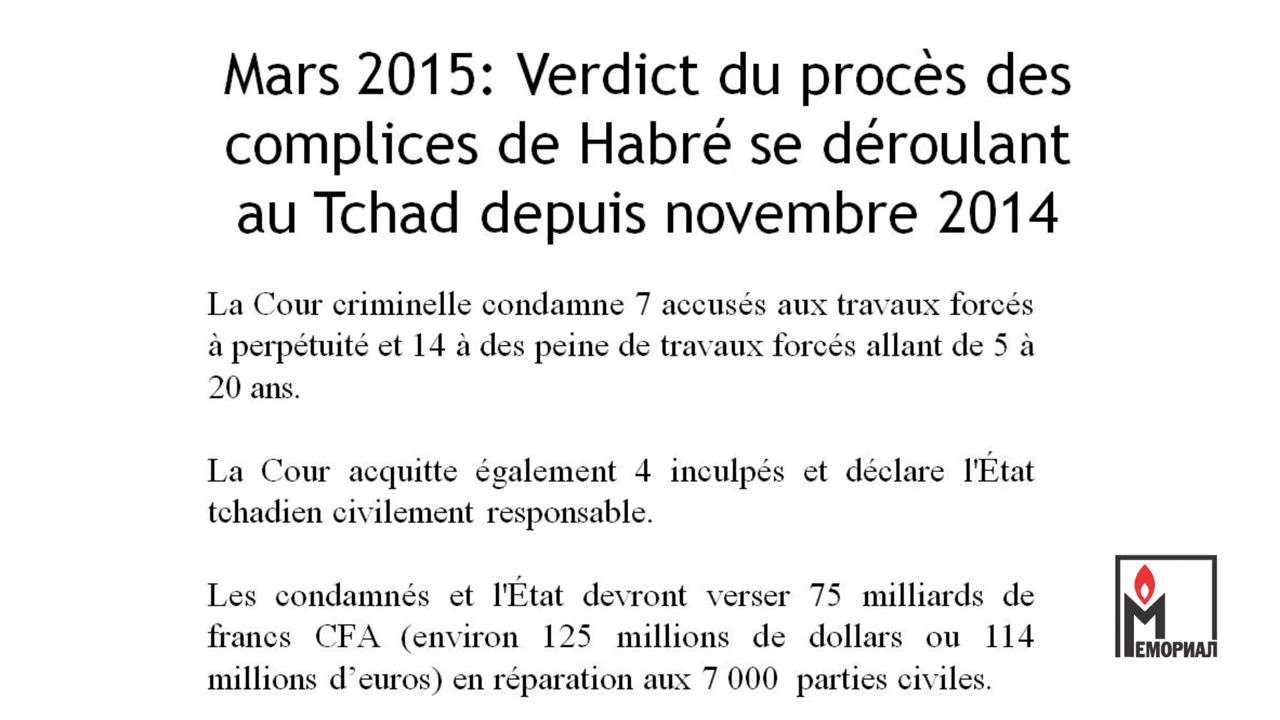 Mars 2015: Verdict du procès des
complices de Habré se déroulant
au Tchad depuis novembre 2014
La Cour criminelle condamne 7 accusés aux travaux forcés
à perpétuité et 14 à des peine de travaux forcés allant de 5 à
20 ans.
La Cour acquitte également 4 inculpés et déclare l'État
tchadien civilement responsable.
Les condamnés et l'État devront verser 75 milliards de
francs CFA (environ 125 millions de dollars ou 114
millions d’euros) en réparation aux 7 000 parties civiles.
МЕМОРИАЛ